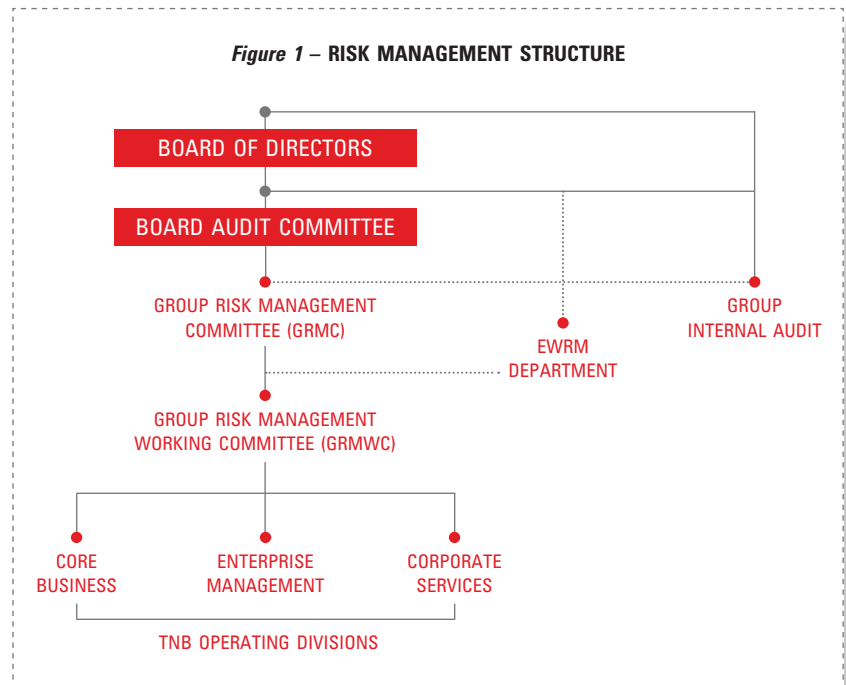 Figure 1 – RISK MANAGEMENT STRUCTURE
BOARD OF DIRECTORS
BOARD AUDIT COMMITTEE
GROUP RISK MANAGEMENT
COMMITTEE (GRMC)
EWRM
DEPARTMENT
GROUP
INTERNAL AUDIT
GROUP RISK MANAGEMENT
WORKING COMMITTEE (GRMWC)
CORE
BUSINESS
ENTERPRISE
MANAGEMENT
CORPORATE
SERVICES
TNB OPERATING DIVISIONS